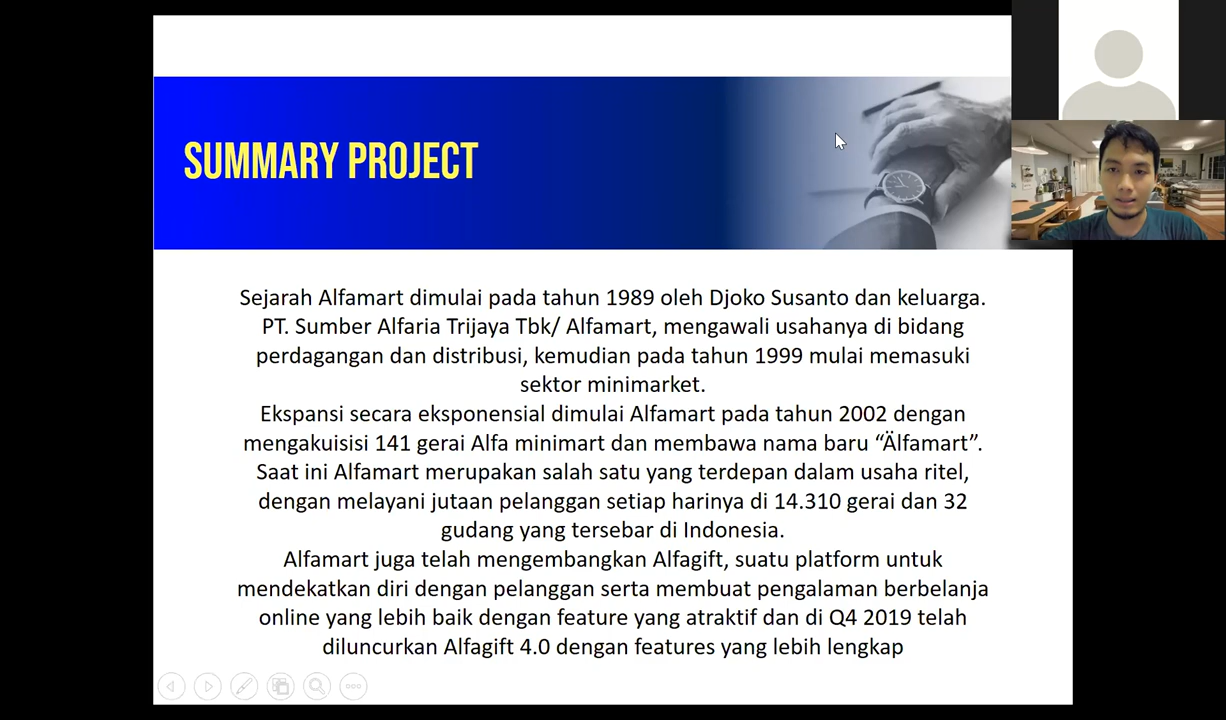 SUMMARY PROJECT
Sejarah Alfamart dimulai pada tahun 1989 oleh Djoko Susanto dan keluarga.
PT. Sumber Alfaria Trijaya Tbk/ Alfamart, mengawali usahanya di bidang
perdagangan dan distribusi, kemudian pada tahun 1999 mulai memasuki
sektor minimarket.
Ekspansi secara eksponensial dimulai Alfamart pada tahun 2002 dengan
mengakuisisi 141 gerai Alfa minimart dan membawa nama baru “Älfamart”.
Saat ini Alfamart merupakan salah satu yang terdepan dalam usaha ritel,
dengan melayani jutaan pelanggan setiap harinya di 14.310 gerai dan 32
gudang yang tersebar di Indonesia.
Alfamart juga telah mengembangkan Alfagift, suatu platform untuk
mendekatkan diri dengan pelanggan serta membuat pengalaman berbelanja
online yang lebih baik dengan feature yang atraktif dan di Q4 2019 telah
diluncurkan Alfagift 4.0 dengan features yang lebih lengkap